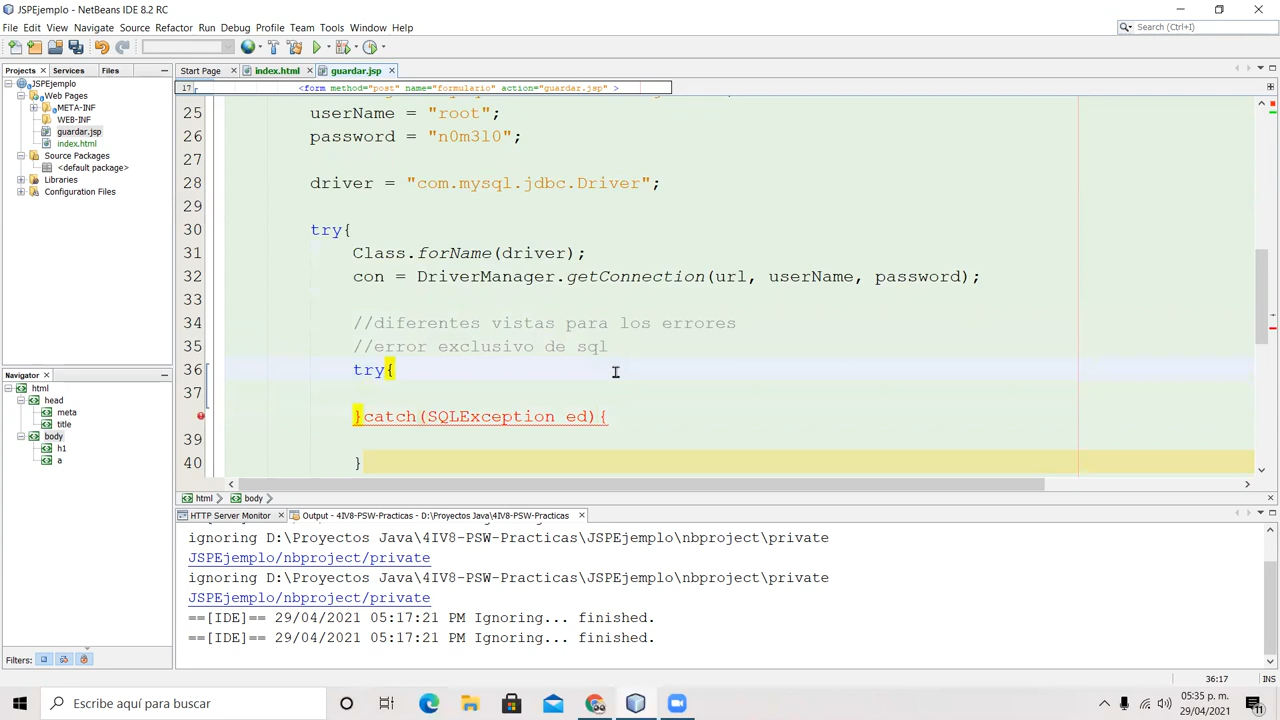 JSPEjemplo - NetBeans IDE 8.2 RC
File Edit View Navigate Source Refactor Run Debug Profile Team Tools Window Help
Search (Ctrl+I)
Projects Services Files
Start Page index.html guardar.jsp
JSPEjemplo
Web Pages
META-INF
WEB-INF
guardar.jsp
index.html
Source Packages
<default package>
Libraries
Configuration Files
17 <form method="post" name="formulario" action="guardar.jsp" >
25 userName = "root";
26 password = "n0m3l0";
27
28 driver = "com.mysql.jdbc.Driver";
29
30 try{
31 Class.forName(driver);
32 con = DriverManager.getConnection(url, userName, password);
33
34 //diferentes vistas para los errores
35 //error exclusivo de sql
36 try{
37
}catch(SQLException ed){
39
40 }
html body
Navigator
html
head
meta
title
body
h1
a
Filters:
HTTP Server Monitor Output - 4IV8-PSW-Practicas - D:\Proyectos Java\4IV8-PSW-Practicas
ignoring D:\Proyectos Java\4IV8-PSW-Practicas\JSPEjemplo\nbproject\private
JSPEjemplo/nbproject/private
ignoring D:\Proyectos Java\4IV8-PSW-Practicas\JSPEjemplo\nbproject\private
JSPEjemplo/nbproject/private
==[IDE]== 29/04/2021 05:17:21 PM Ignoring... finished.
==[IDE]== 29/04/2021 05:17:21 PM Ignoring... finished.
36:17 INS
Escribe aquí para buscar
05:35 p. m.
29/04/2021
11